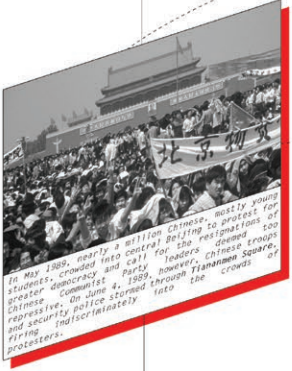 北京
In May 1989, nearly a million Chinese, mostly young
students, crowded into central Beijing to protest for
greater democracy and call for the resignations of
Chinese Communist Party leaders deemed too
repressive. On June 4, 1989, however, Chinese troops
and security police stormed through Tiananmen Square,
firing indiscriminately into the crowds of
protesters.